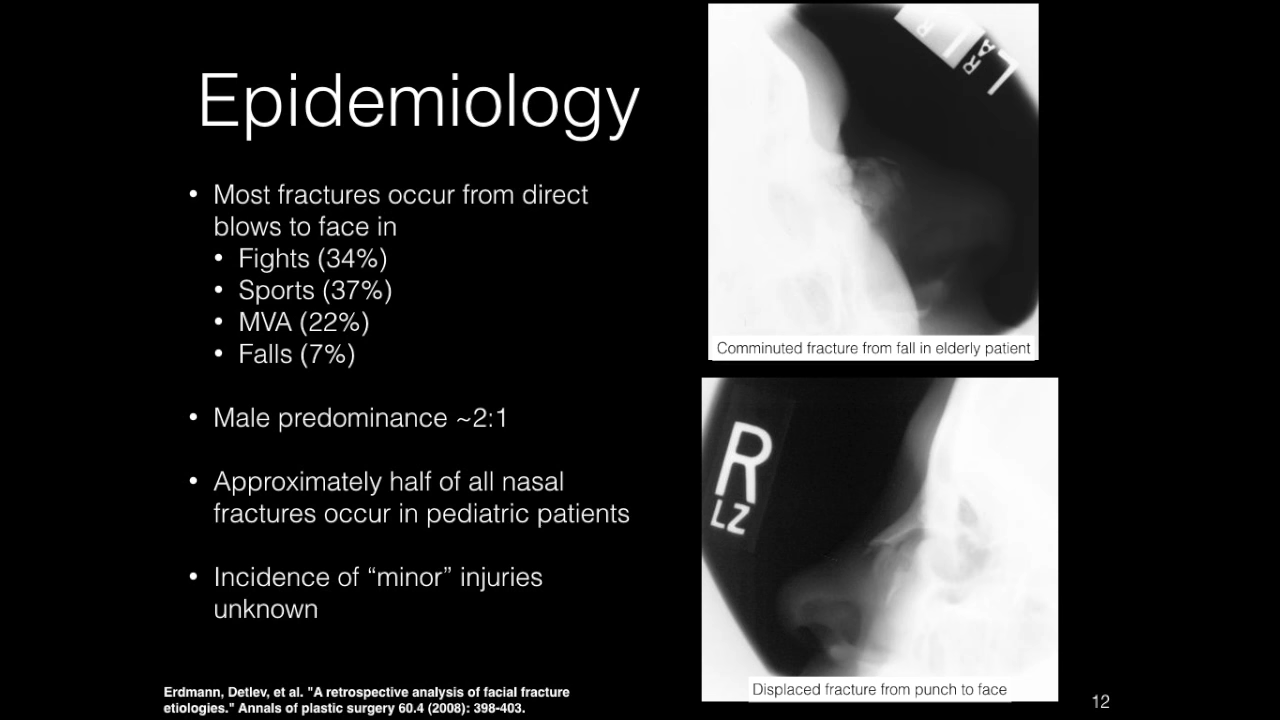 Epidemiology
• Most fractures occur from direct
blows to face in
• Fights (34%)
• Sports (37%)
• MVA (22%)
• Falls (7%)
• Male predominance ~2:1
• Approximately half of all nasal
fractures occur in pediatric patients
• Incidence of “minor” injuries
unknown
Erdmann, Detlev, et al. "A retrospective analysis of facial fracture
etiologies." Annals of plastic surgery 60.4 (2008): 398-403.
RA
L
Comminuted fracture from fall in elderly patient
R
LZ
Displaced fracture from punch to face
12